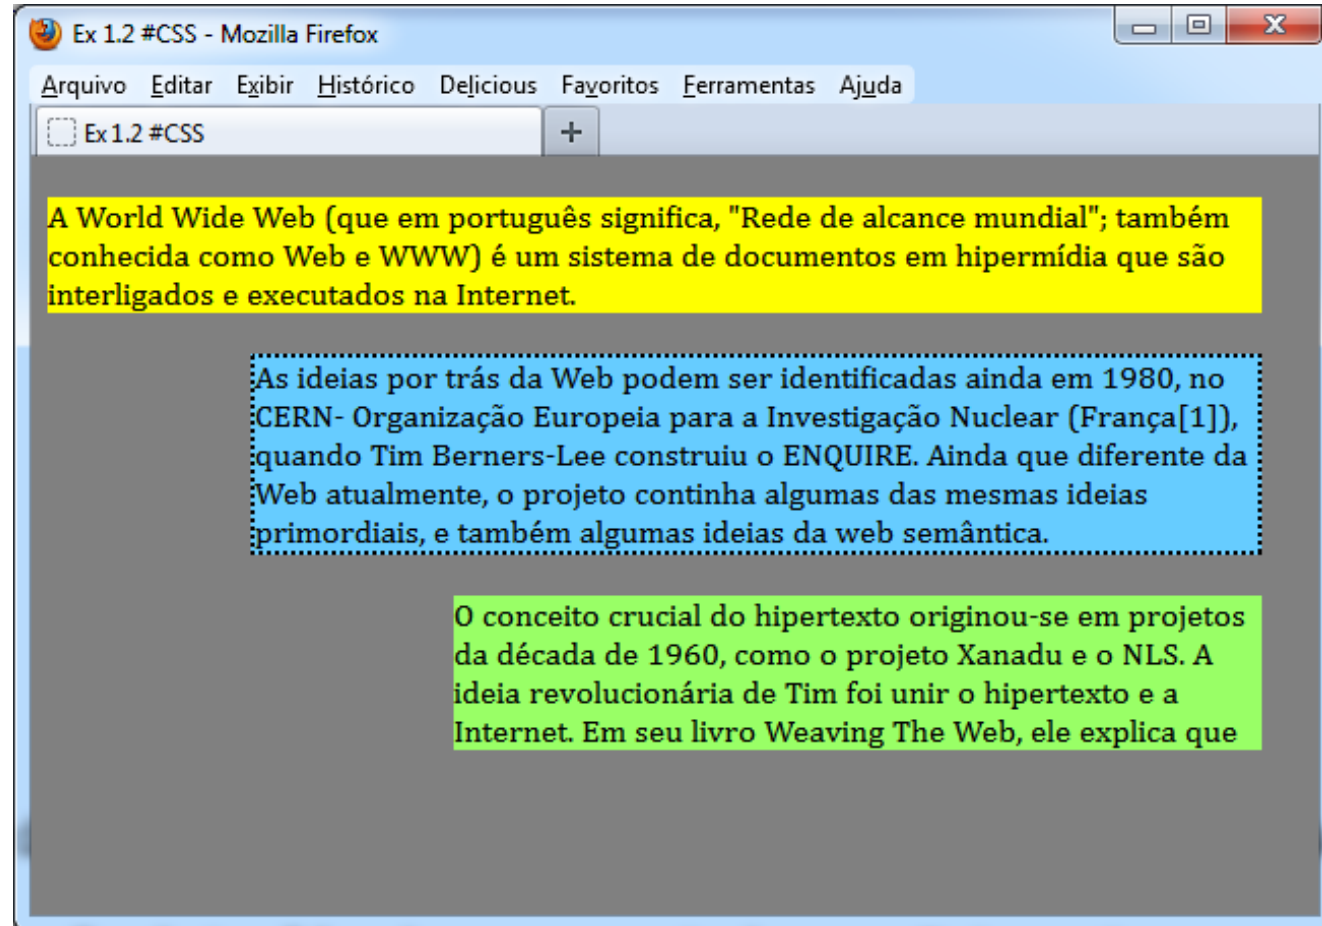 Ex 1.2 #CSS - Mozilla Firefox
Arquivo Editar Exibir Histórico Delicious Favoritos Ferramentas Ajuda
Ex 1.2 #CSS
A World Wide Web (que em português significa, "Rede de alcance mundial"; também
conhecida como Web e WWW) é um sistema de documentos em hipermídia que são
interligados e executados na Internet.
As ideias por trás da Web podem ser identificadas ainda em 1980, no
CERN- Organização Europeia para a Investigação Nuclear (França[1]),
quando Tim Berners-Lee construiu o ENQUIRE. Ainda que diferente da
Web atualmente, o projeto continha algumas das mesmas ideias
primordiais, e também algumas ideias da web semântica.
O conceito crucial do hipertexto originou-se em projetos
da década de 1960, como o projeto Xanadu e o NLS. A
ideia revolucionária de Tim foi unir o hipertexto e a
Internet. Em seu livro Weaving The Web, ele explica que